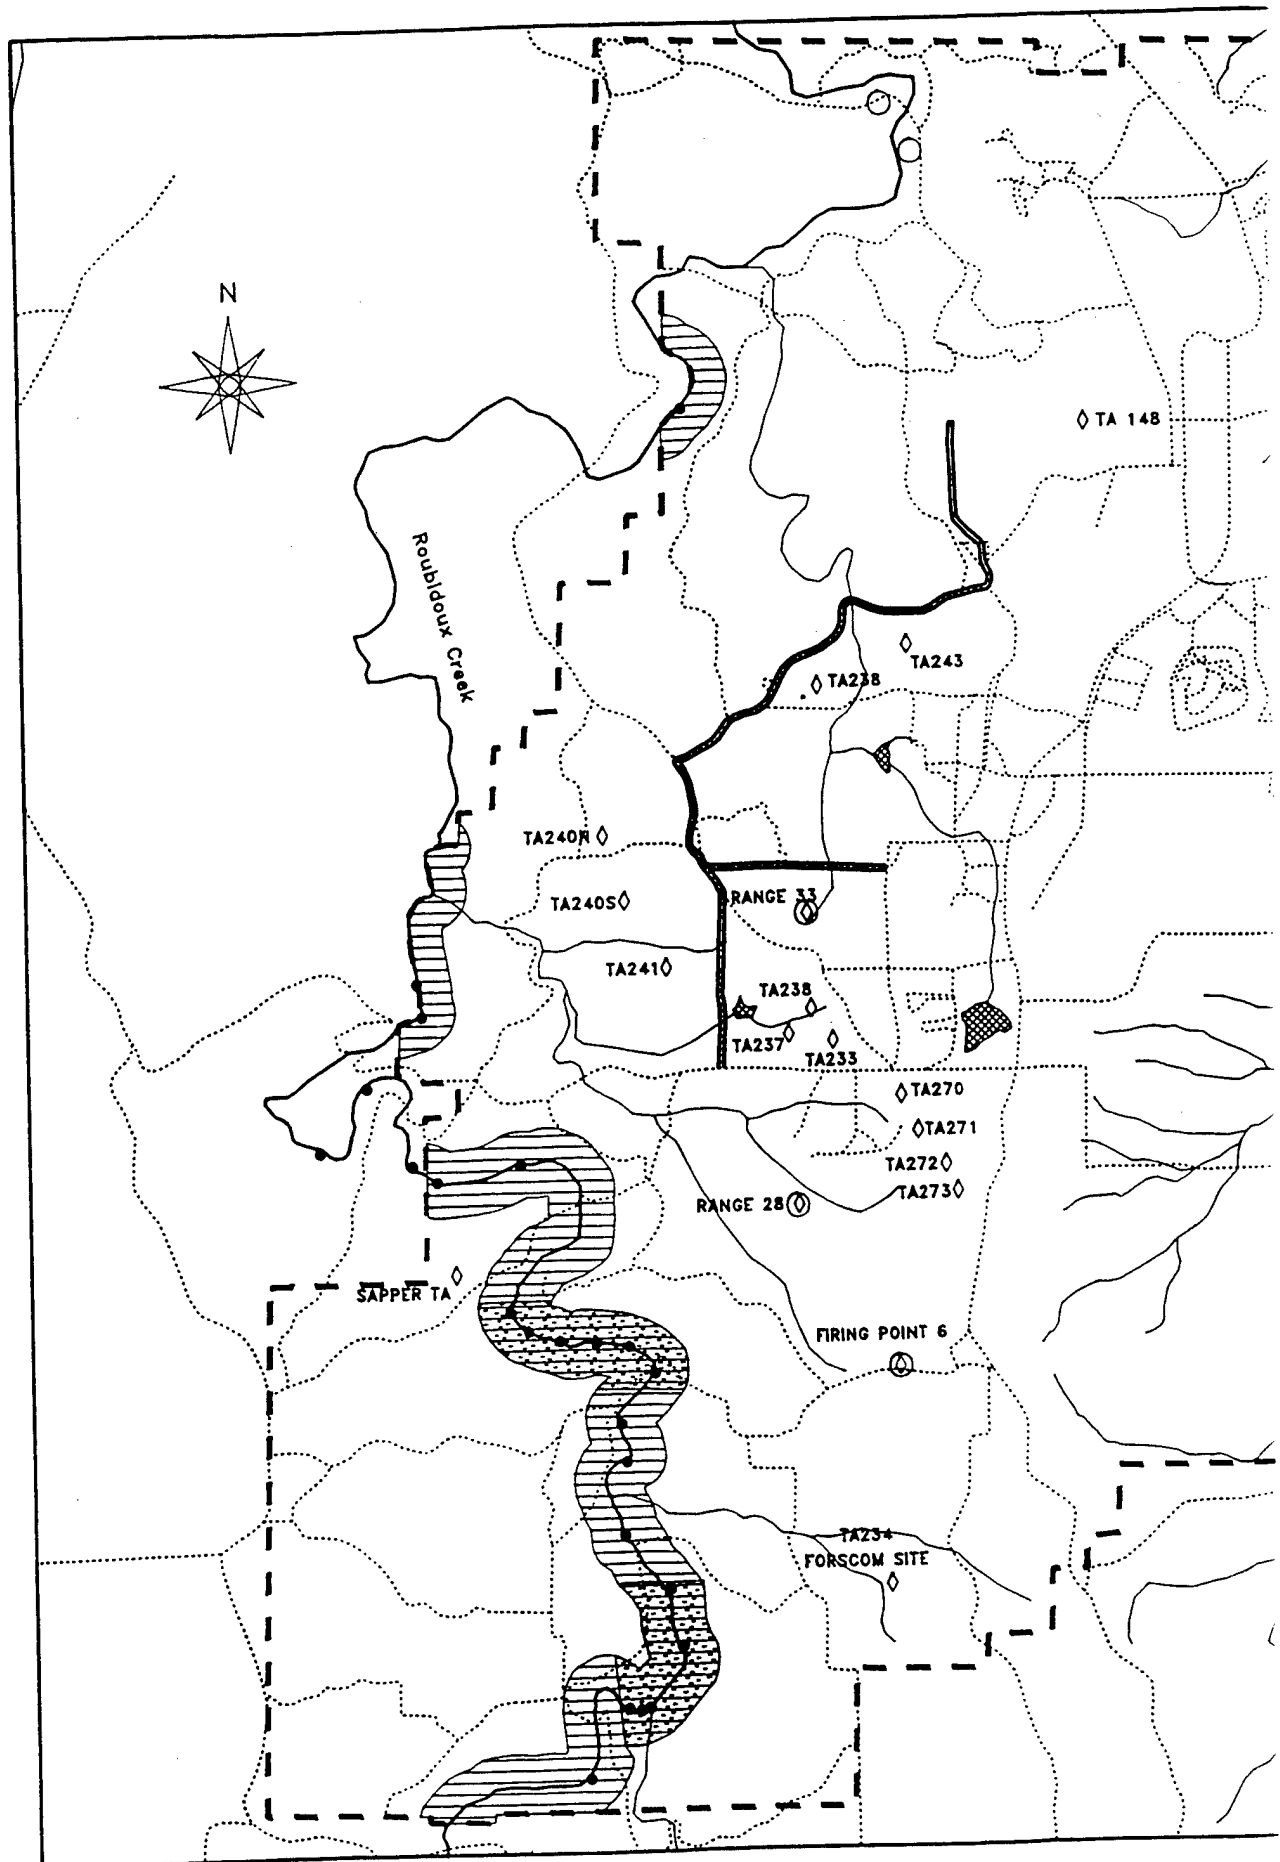 N
TA 148
Roubidoux Creek
TA243
TA238
TA240N
RANGE 33
TA240S
TA241
TA238
TA237
TA233
TA270
TA271
TA272
TA273
RANGE 28
SAPPER TA
FIRING POINT 6
TA234
FORSCOM SITE